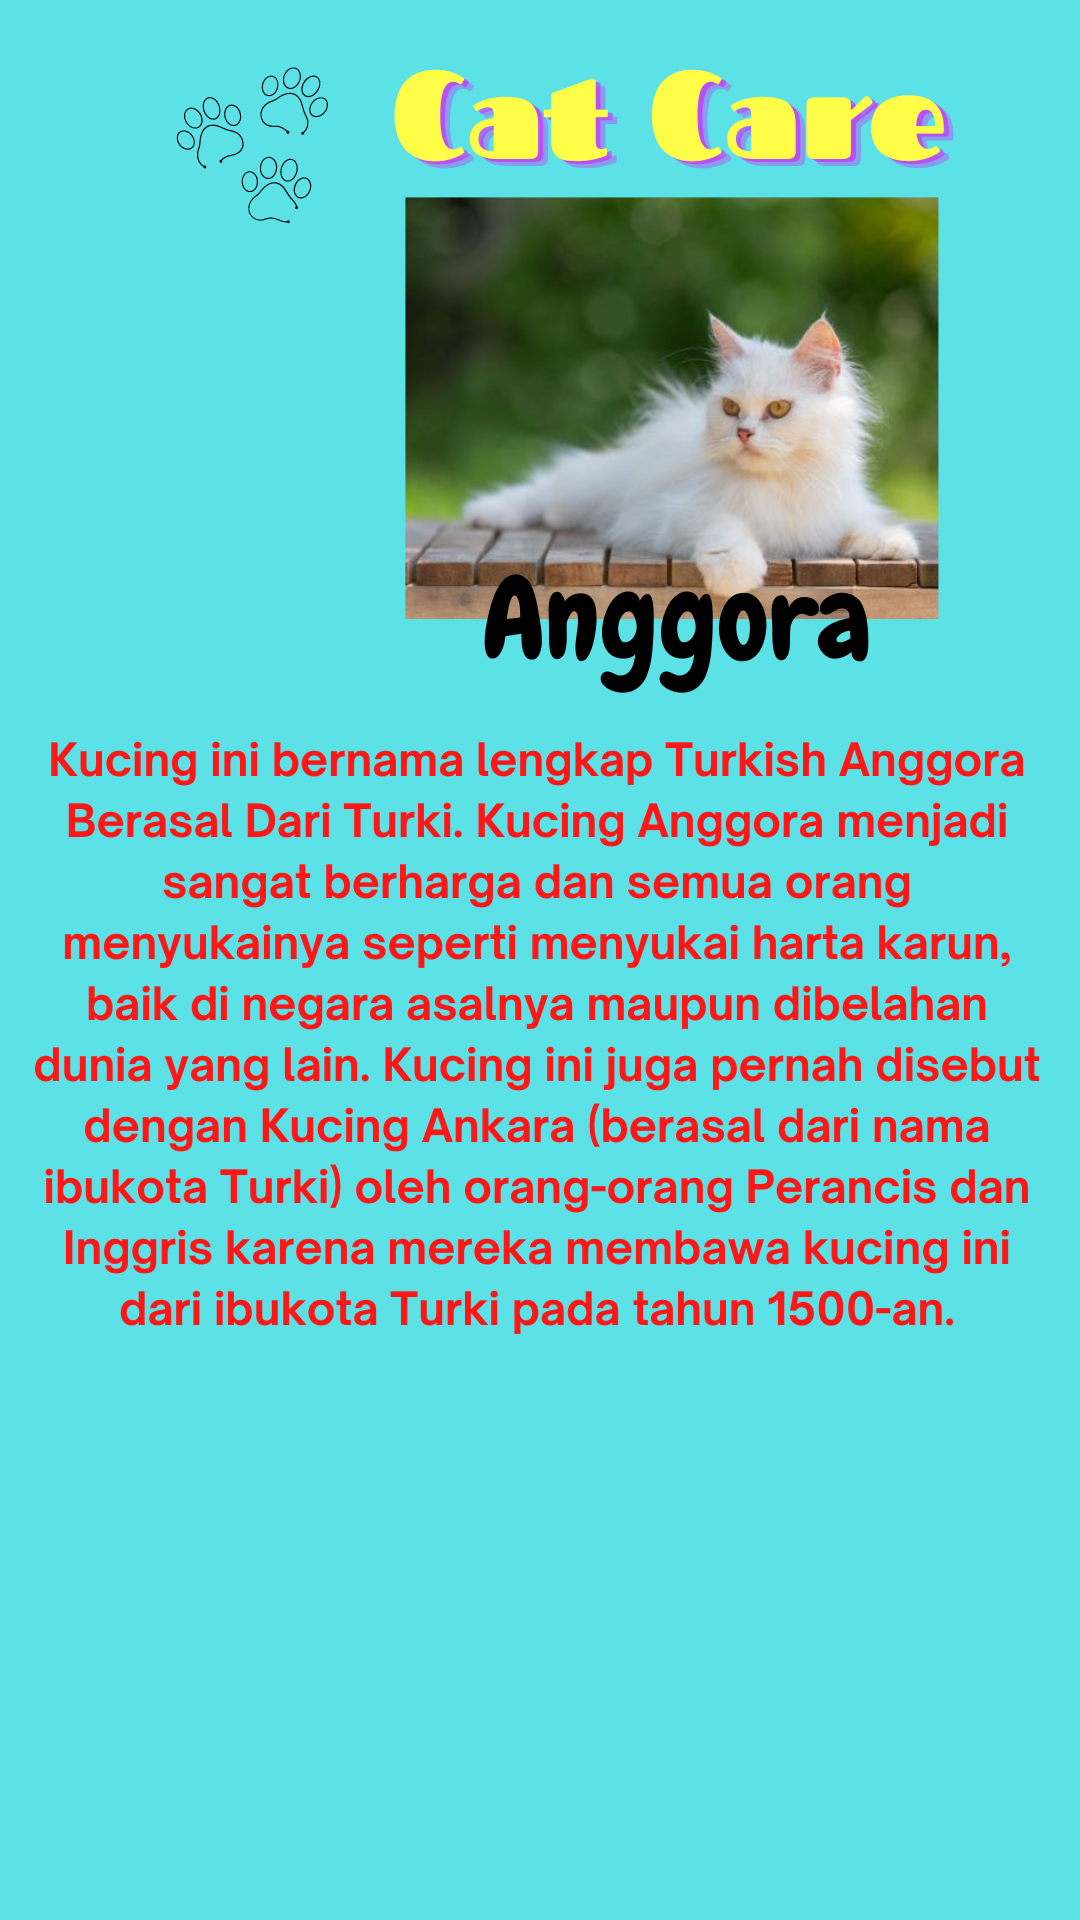 Cat Care
Anggora
Kucing ini bernama lengkap Turkish Anggora
Berasal Dari Turki. Kucing Anggora menjadi
sangat berharga dan semua orang
menyukainya seperti menyukai harta karun,
baik di negara asalnya maupun dibelahan
dunia yang lain. Kucing ini juga pernah disebut
dengan Kucing Ankara (berasal dari nama
ibukota Turki) oleh orang-orang Perancis dan
Inggris karena mereka membawa kucing ini
dari ibukota Turki pada tahun 1500-an.